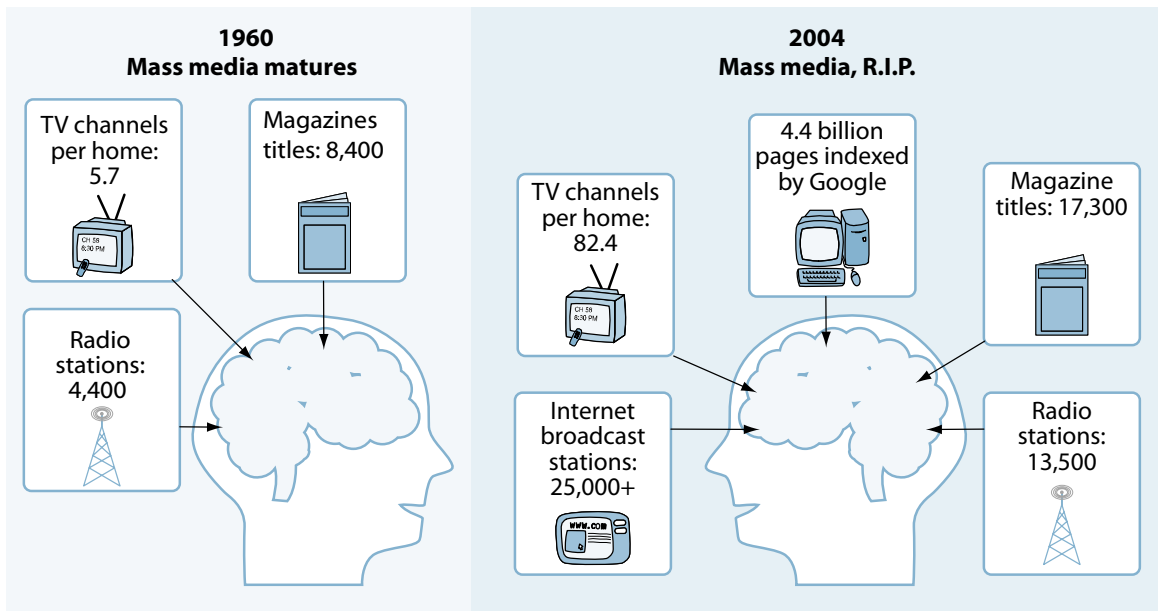 1960
Mass media matures
TV channels
per home:
5.7
CH 58
8:30 PM
Magazines
titles: 8,400
Radio
stations:
4,400
2004
Mass media, R.I.P.
TV channels
per home:
82.4
CH 58
8:30 PM
4.4 billion
pages indexed
by Google
Magazine
titles: 17,300
Internet
broadcast
stations:
25,000+
www.com
Radio
stations:
13,500